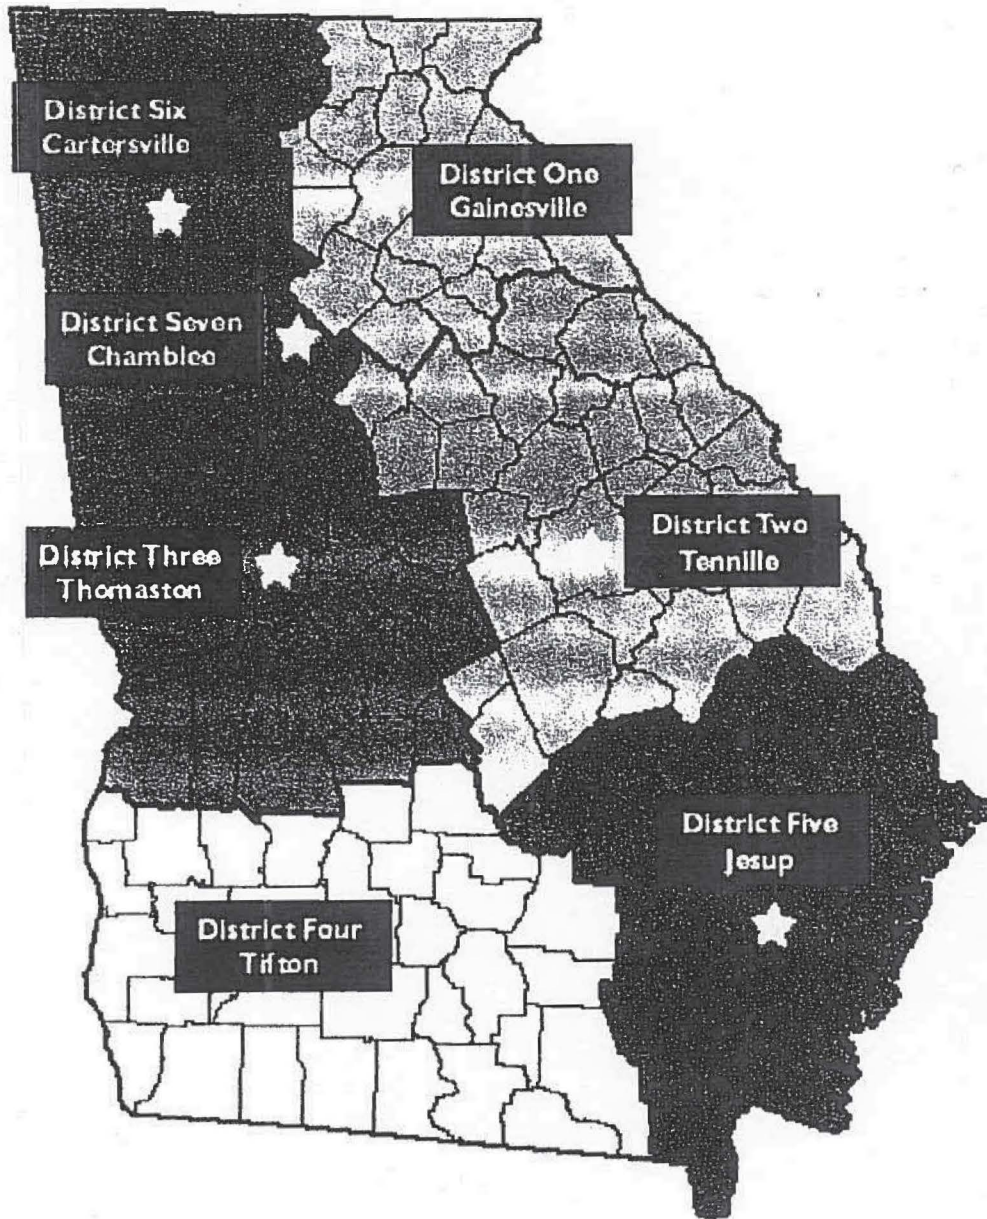 District Six
Cartersville
District One
Gainesville
District Seven
Chamblee
District Two
Tennille
District Three
Thomaston
District Five
Jesup
District Four
Tifton